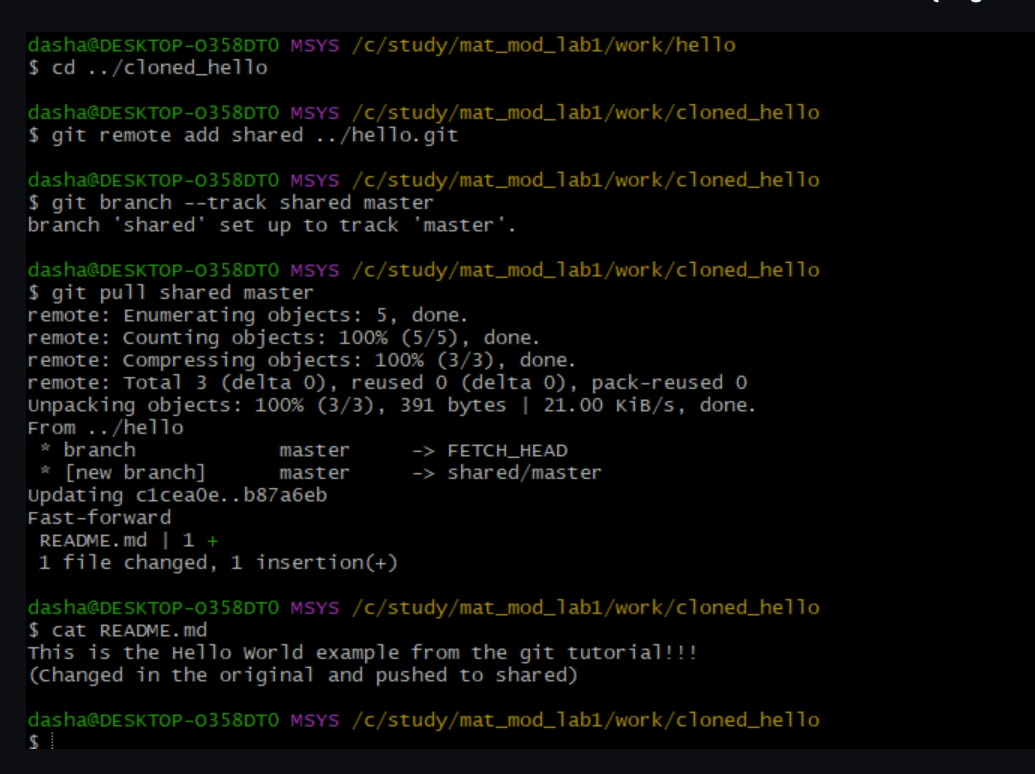 dasha@DESKTOP-O358DT0 MSYS /c/study/mat_mod_lab1/work/hello
$ cd ../cloned_hello
dasha@DESKTOP-O358DT0 MSYS /c/study/mat_mod_lab1/work/cloned_hello
$ git remote add shared ../hello.git
dasha@DESKTOP-O358DT0 MSYS /c/study/mat_mod_lab1/work/cloned_hello
$ git branch --track shared master
branch 'shared' set up to track 'master'.
dasha@DESKTOP-O358DT0 MSYS /c/study/mat_mod_lab1/work/cloned_hello
$ git pull shared master
remote: Enumerating objects: 5, done.
remote: Counting objects: 100% (5/5), done.
remote: Compressing objects: 100% (3/3), done.
remote: Total 3 (delta 0), reused 0 (delta 0), pack-reused 0
Unpacking objects: 100% (3/3), 391 bytes | 21.00 KiB/s, done.
From ../hello
 * branch            master     -> FETCH_HEAD
 * [new branch]      master     -> shared/master
Updating c1cea0e..b87a6eb
Fast-forward
 README.md | 1 +
 1 file changed, 1 insertion(+)
dasha@DESKTOP-O358DT0 MSYS /c/study/mat_mod_lab1/work/cloned_hello
$ cat README.md
This is the Hello World example from the git tutorial!!!
(Changed in the original and pushed to shared)
dasha@DESKTOP-O358DT0 MSYS /c/study/mat_mod_lab1/work/cloned_hello
$